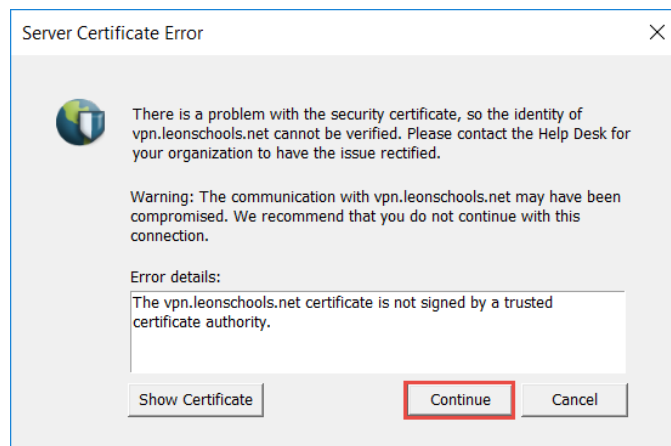 Server Certificate Error
There is a problem with the security certificate, so the identity of
vpn.leonschools.net cannot be verified. Please contact the Help Desk for
your organization to have the issue rectified.
Warning: The communication with vpn.leonschools.net may have been
compromised. We recommend that you do not continue with this
connection.
Error details:
The vpn.leonschools.net certificate is not signed by a trusted
certificate authority.
Show Certificate Continue Cancel